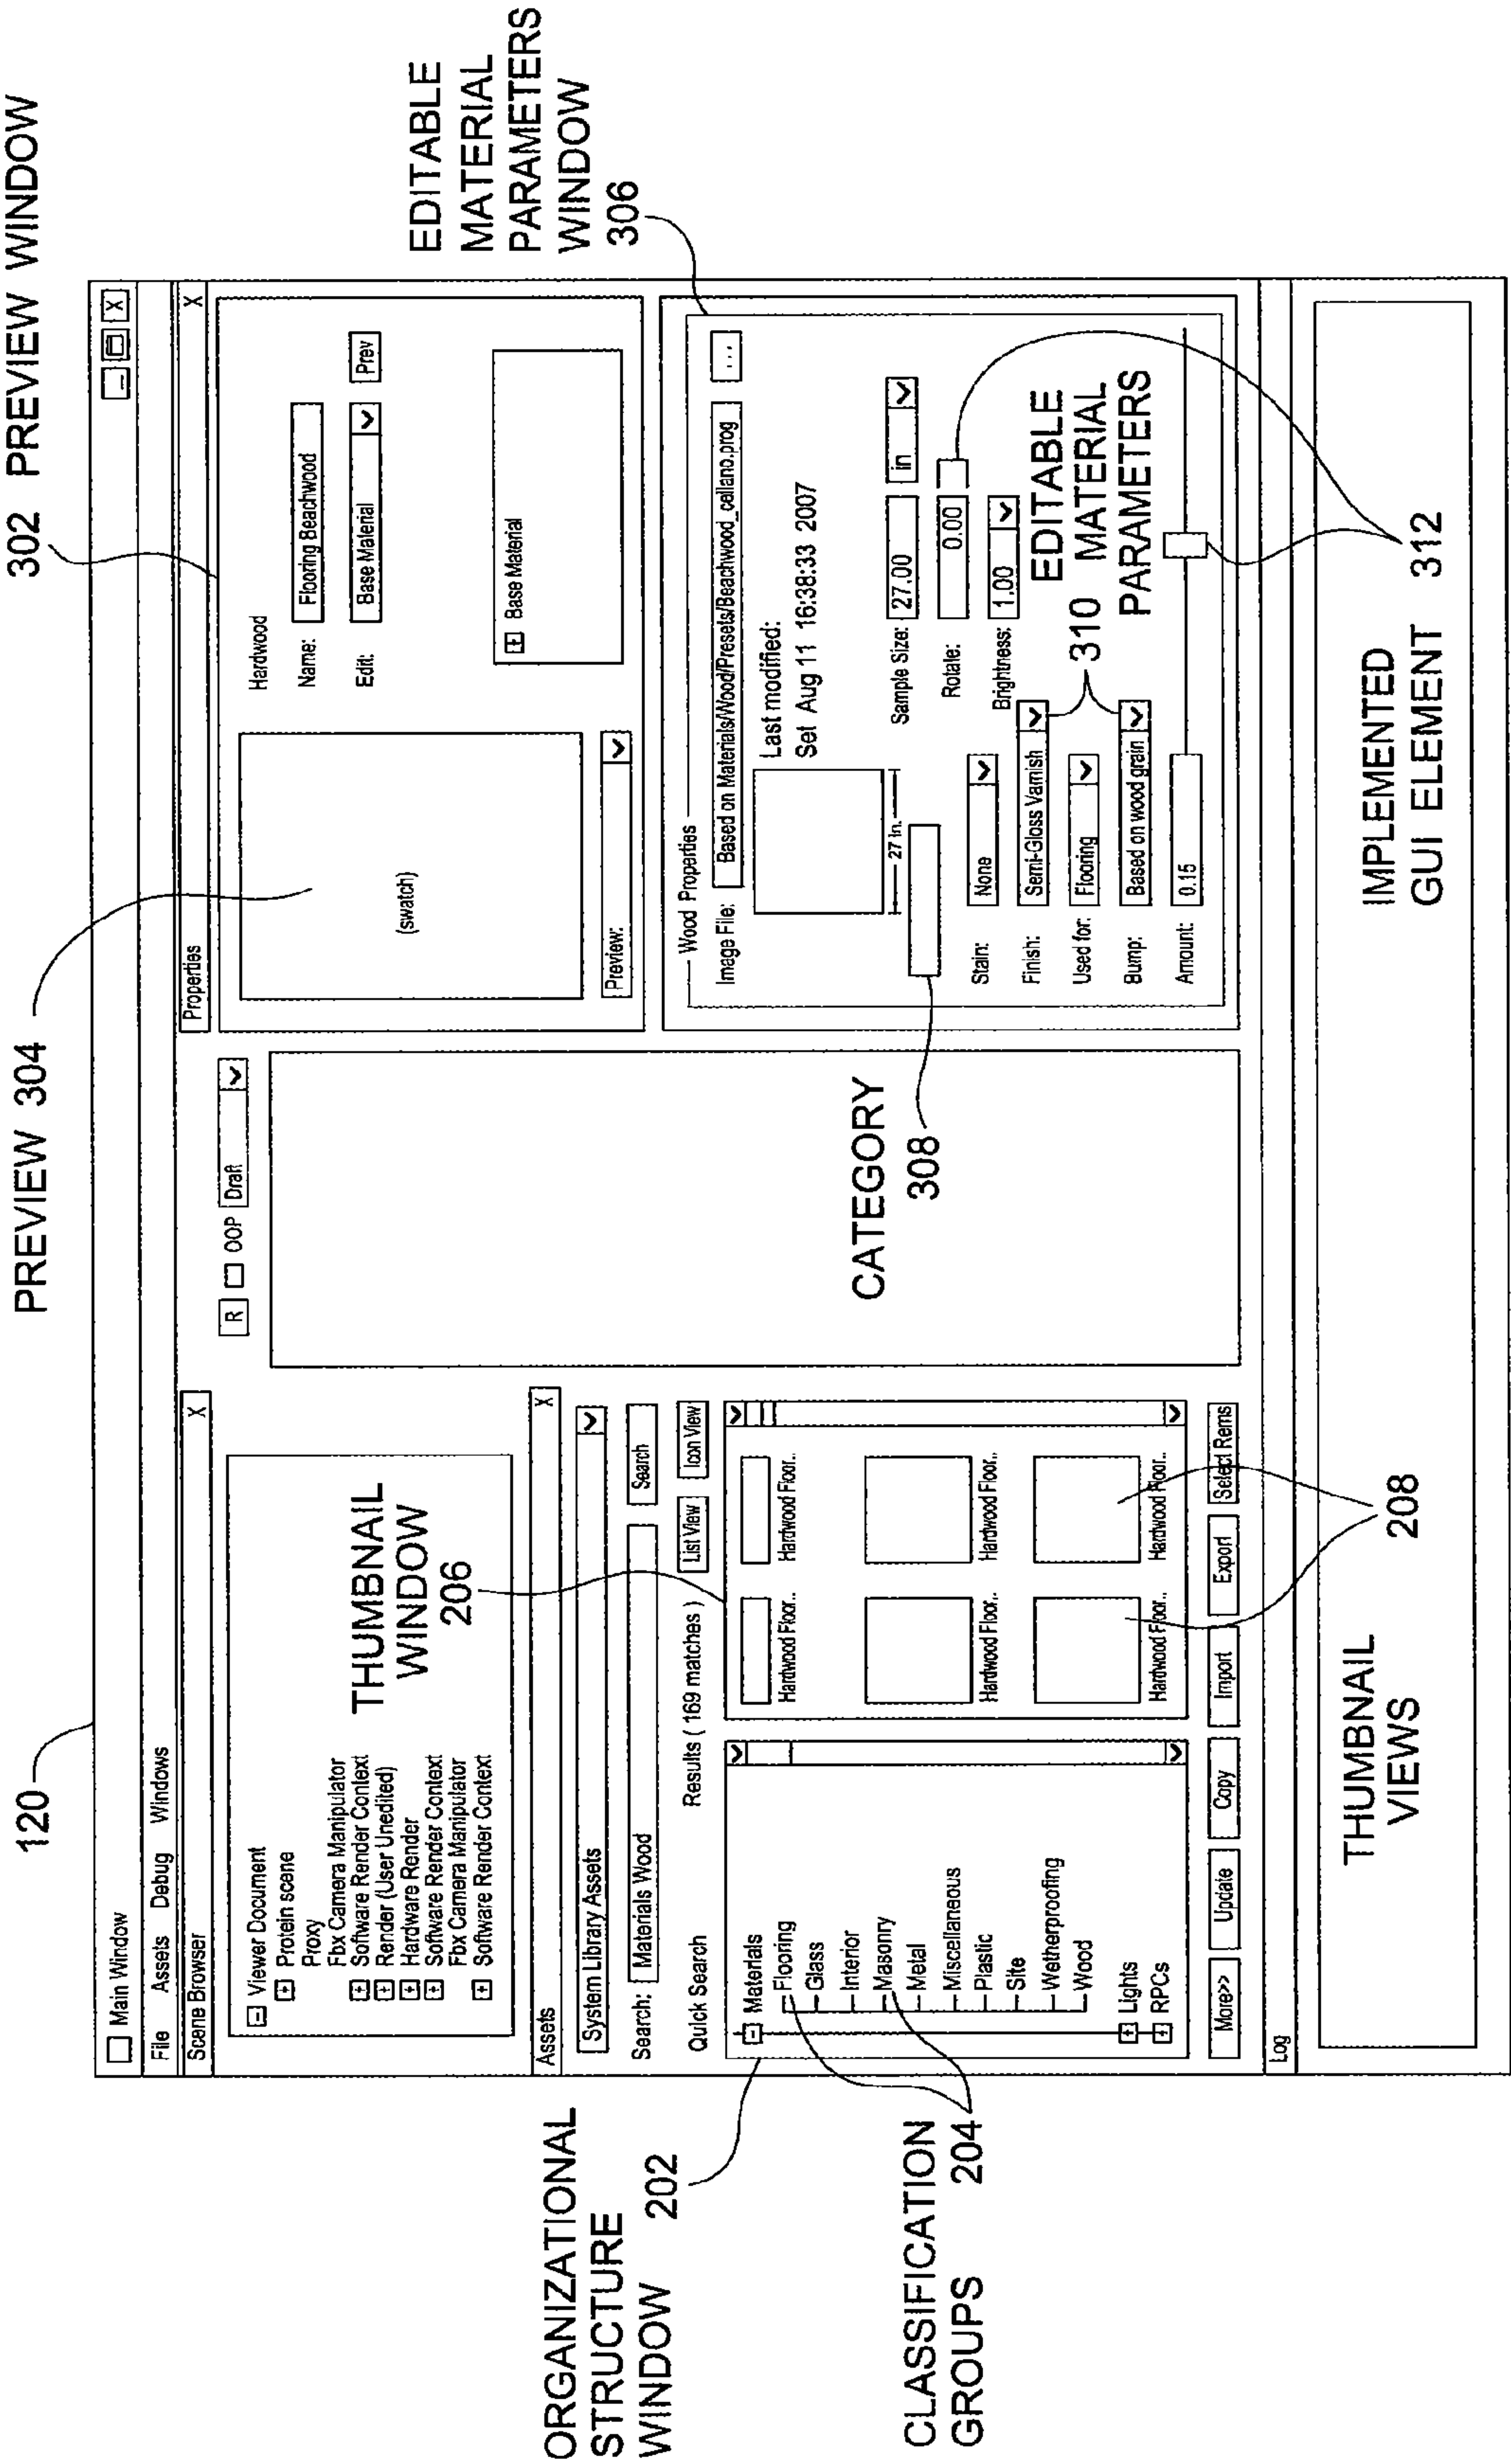 120
PREVIEW 304
302 PREVIEW WINDOW
Main Window
_ X
File Assets Debug Windows
Scene Browser X
Viewer Document
Protein scene
Proxy
Fbx Camera Manipulator
Software Render Context
Render (User Unedited)
Hardware Render
Software Render Context
Fbx Camera Manipulator
Software Render Context
THUMBNAIL
WINDOW
206
R OOP Draft
Properties X
(swatch)
Preview:
Hardwood
Name: Flooring Beachwood
Edit: Base Material Prev
Base Material
EDITABLE
MATERIAL
PARAMETERS
WINDOW
306
ORGANIZATIONAL
STRUCTURE
WINDOW 202
Assets X
System Library Assets
Search: Materials Wood Search
Quick Search Results ( 169 matches ) List View Icon View
Materials
Flooring
Glass
Interior
Masonry
Metal
Miscellaneous
Plastic
Site
Wetherproofing
Wood
Lights
RPCs
Hardwood Floor.. Hardwood Floor..
Hardwood Floor.. Hardwood Floor..
Hardwood Floor.. Hardwood Floor..
More>> Update Copy Import Export Select Rems
CLASSIFICATION
GROUPS 204
CATEGORY
308
Wood Properties
Image File: Based on Materials/Wood/Presets/Beachwood_callano.prog ...
Last modified:
Set Aug 11 16:38:33 2007
27 In.
Sample Size: 27.00 in
Rotate: 0.00
Brightness: 1.00
Stain: None
Finish: Semi-Gloss Varnish
Used for: Flooring
Bump: Based on wood grain
Amount: 0.15
EDITABLE
310 MATERIAL
PARAMETERS
Log
THUMBNAIL
VIEWS 208
IMPLEMENTED
GUI ELEMENT 312